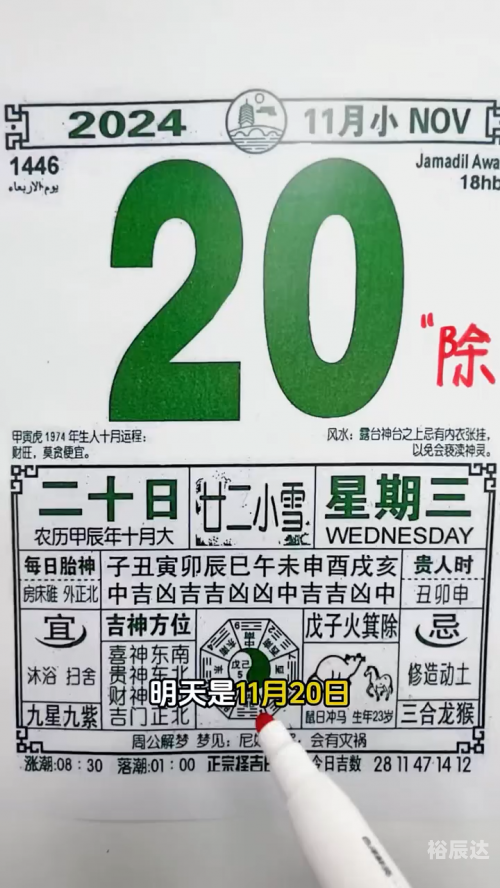 2024 11月小 NOV
1446 Jamadil Awa
يوم الاربعاء 18hb
20
"除
甲寅虎1974年生人十月运程:
财旺,莫贪便宜。
风水:露台神台之上忌有内衣张挂,
以免会亵渎神灵。
二十日 廿二小雪 星期三
农历甲辰年十月大 WEDNESDAY
每日胎神 子丑寅卯辰巳午未申酉戌亥 贵人时
房床碓 外正北 中吉凶吉凶凶中吉吉凶中 丑卯申
宜 吉神方位 戊子火箕除 忌
沐浴 扫舍 喜神东南 修造动土
贵神东北
财神
吉门正北
戊己
5
明天是11月20日
九星九紫 鼠日冲马 生年23岁 三合龙猴
周公解梦 梦见:尼 会有灾祸
涨潮:08:30 落潮:01:00 正宗择吉日 今日吉数 28 11 47 14 12
裕辰达